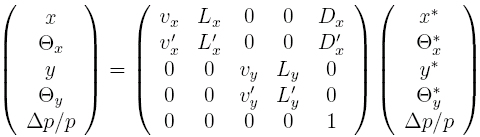 x = v_x L_x 0 0 D_x x*
Θ_x v'_x L'_x 0 0 D'_x Θ*_x
y 0 0 v_y L_y 0 y*
Θ_y 0 0 v'_y L'_y 0 Θ*_y
Δp/p 0 0 0 0 1 Δp/p